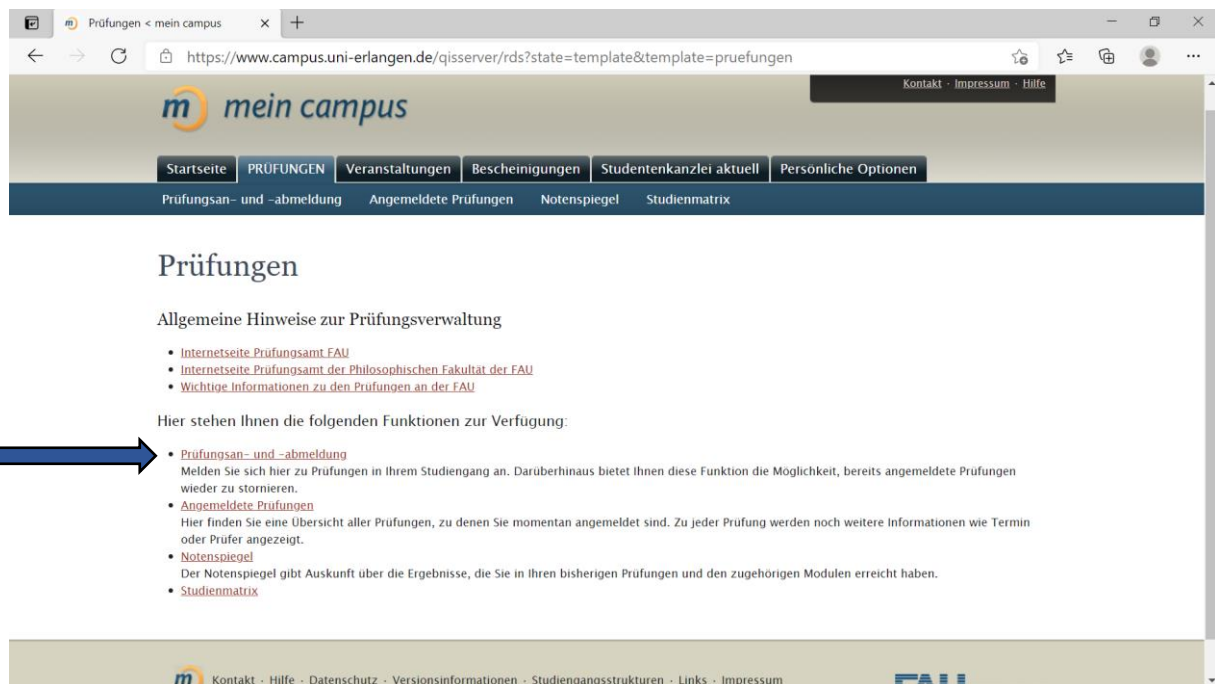 Prüfungen < mein campus
https://www.campus.uni-erlangen.de/qisserver/rds?state=template&template=pruefungen
Kontakt · Impressum · Hilfe
m mein campus
Startseite PRÜFUNGEN Veranstaltungen Bescheinigungen Studentenkanzlei aktuell Persönliche Optionen
Prüfungsan- und -abmeldung Angemeldete Prüfungen Notenspiegel Studienmatrix
Prüfungen
Allgemeine Hinweise zur Prüfungsverwaltung
• Internetseite Prüfungsamt FAU
• Internetseite Prüfungsamt der Philosophischen Fakultät der FAU
• Wichtige Informationen zu den Prüfungen an der FAU
Hier stehen Ihnen die folgenden Funktionen zur Verfügung:
• Prüfungsan- und -abmeldung
Melden Sie sich hier zu Prüfungen in Ihrem Studiengang an. Darüberhinaus bietet Ihnen diese Funktion die Möglichkeit, bereits angemeldete Prüfungen
wieder zu stornieren.
• Angemeldete Prüfungen
Hier finden Sie eine Übersicht aller Prüfungen, zu denen Sie momentan angemeldet sind. Zu jeder Prüfung werden noch weitere Informationen wie Termin
oder Prüfer angezeigt.
• Notenspiegel
Der Notenspiegel gibt Auskunft über die Ergebnisse, die Sie in Ihren bisherigen Prüfungen und den zugehörigen Modulen erreicht haben.
• Studienmatrix
m Kontakt · Hilfe · Datenschutz · Versionsinformationen · Studiengangsstrukturen · Links · Impressum